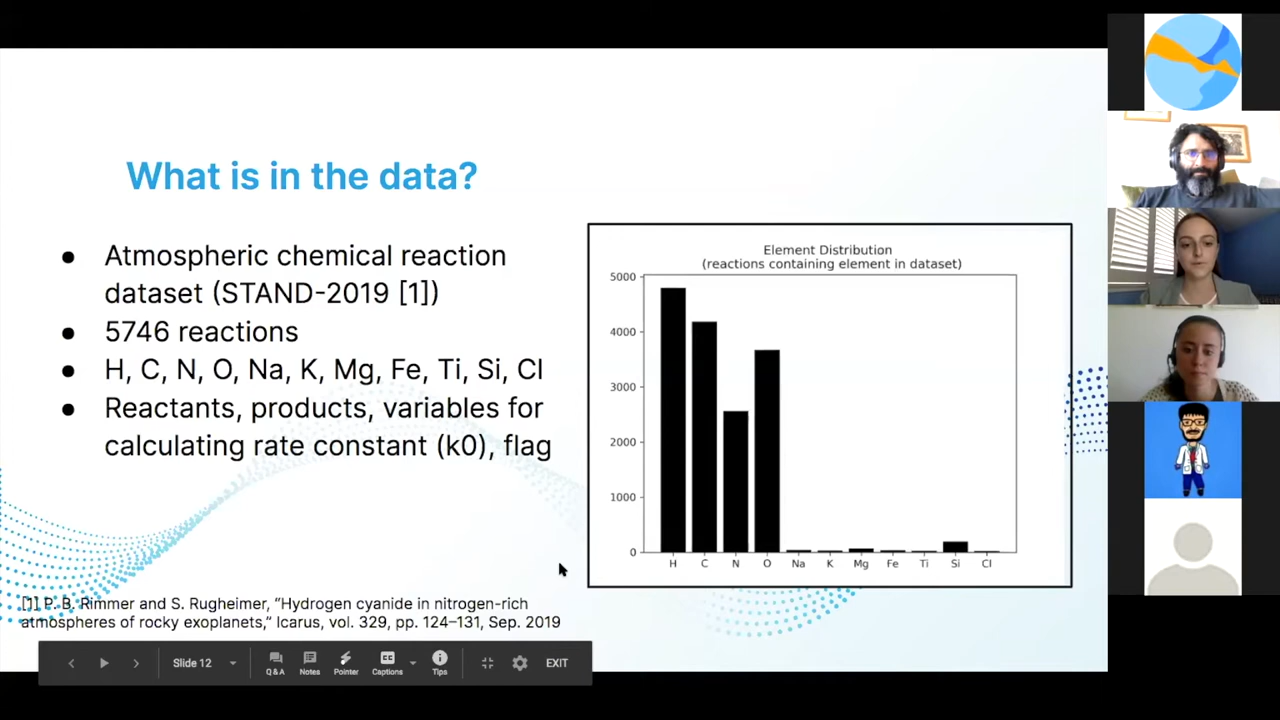 What is in the data?
● Atmospheric chemical reaction
dataset (STAND-2019 [1])
● 5746 reactions
● H, C, N, O, Na, K, Mg, Fe, Ti, Si, Cl
● Reactants, products, variables for
calculating rate constant (k0), flag
Element Distribution
(reactions containing element in dataset)
5000
4000
3000
2000
1000
0
H C N O Na K Mg Fe Ti Si Cl
[1] P. B. Rimmer and S. Rugheimer, “Hydrogen cyanide in nitrogen-rich
atmospheres of rocky exoplanets,” Icarus, vol. 329, pp. 124–131, Sep. 2019
Slide 12
Q & A Notes Pointer Captions Tips
EXIT